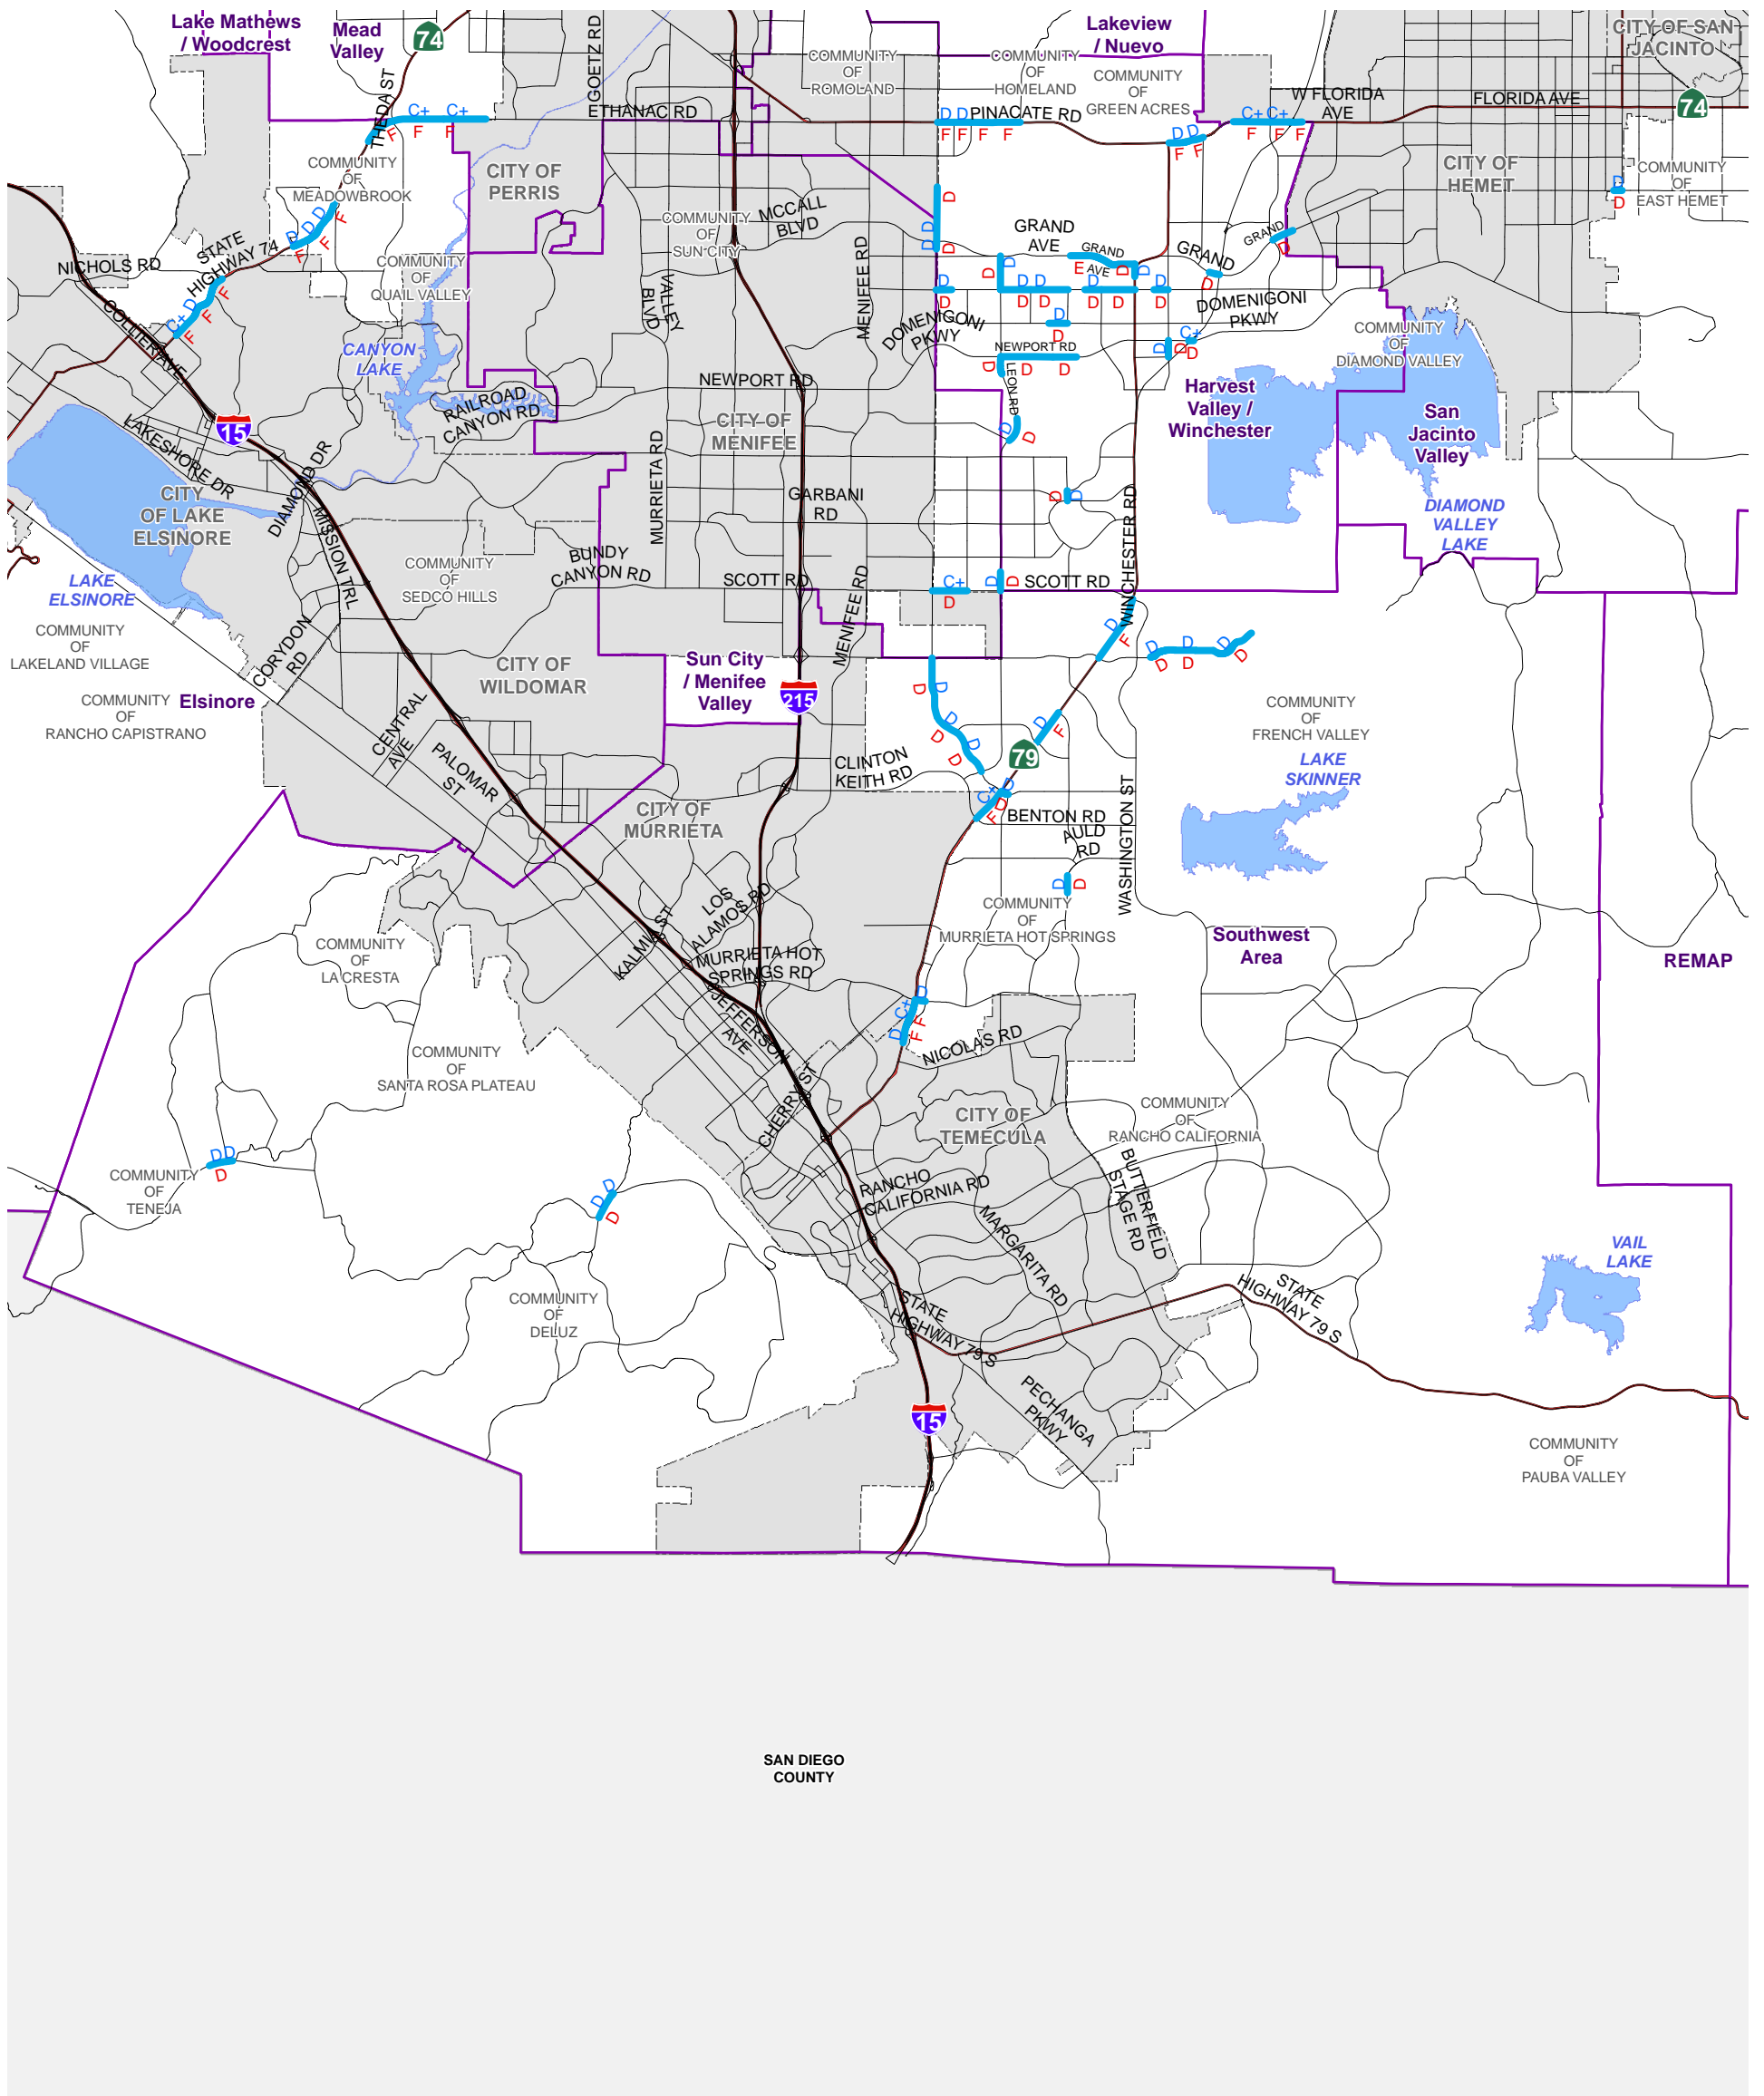 Lake Mathews
/ Woodcrest
Mead
Valley
74
GOETZ RD
COMMUNITY
OF
ROMOLAND
COMMUNITY
OF
HOMELAND
Lakeview
/ Nuevo
COMMUNITY
OF
GREEN ACRES
CITY OF SAN
JACINTO
THEDA ST
C+ C+
F F F
ETHANAC RD
D D
PINACATE RD
F F F F
D D
F F
C+ C+
F F F
W FLORIDA
AVE
FLORIDA AVE
74
COMMUNITY
OF
MEADOWBROOK
CITY OF
PERRIS
CITY OF
HEMET
COMMUNITY
OF
EAST HEMET
D
D
D D D
F F F
STATE
HIGHWAY 74
NICHOLS RD
COMMUNITY
OF
SUN CITY
MCCALL
BLVD
MENIFEE RD
D
D D
D
GRAND
AVE
GRAND
AVE
E
D
D
GRAND
D
GRAND
D
COMMUNITY
OF
QUAIL VALLEY
VALLEY
BLVD
C+ D
F F F
COLLIER AVE
D
D
D
D
D D
D D
D
D D
D
D
DOMENIGONI
PKWY
DOMENIGONI
PKWY
D
D
CANYON
LAKE
NEWPORT RD
D
D D
LEON RD
D
C+
D D
COMMUNITY
OF
DIAMOND VALLEY
NEWPORT RD
RAILROAD
CANYON RD
CITY OF
MENIFEE
Harvest
Valley /
Winchester
San
Jacinto
Valley
15
LAKESHORE DR
DIAMOND DR
D
D
CITY
OF LAKE
ELSINORE
MISSION TRL
MURRIETA RD
GARBANI
RD
D
D
WINCHESTER RD
DIAMOND
VALLEY
LAKE
LAKE
ELSINORE
COMMUNITY
OF
SEDCO HILLS
BUNDY
CANYON RD
SCOTT RD
MENIFEE RD
C+
D
D
D
SCOTT RD
COMMUNITY
OF
LAKELAND VILLAGE
CORYDON
RD
CITY OF
WILDOMAR
Sun City
/ Menifee
Valley
215
D
F
D D D
D D D
COMMUNITY
OF
RANCHO CAPISTRANO
Elsinore
CENTRAL
AVE
PALOMAR
ST
D D D
D D D
D
F
79
COMMUNITY
OF
FRENCH VALLEY
LAKE
SKINNER
CLINTON
KEITH RD
C+ D
F D
BENTON RD
AULD
RD
WASHINGTON ST
CITY OF
MURRIETA
D
D
LOS
ALAMOS RD
KALMIA ST
MURRIETA HOT
SPRINGS RD
COMMUNITY
OF
MURRIETA HOT SPRINGS
Southwest
Area
REMAP
COMMUNITY
OF
LA CRESTA
JEFFERSON
AVE
D C+ D
F F
NICOLAS RD
COMMUNITY
OF
SANTA ROSA PLATEAU
CHERRY ST
CITY OF
TEMECULA
COMMUNITY
OF
RANCHO CALIFORNIA
D D
D
COMMUNITY
OF
TENEJA
D D
D
RANCHO
CALIFORNIA RD
MARGARITA RD
BUTTERFIELD
STAGE RD
VAIL
LAKE
COMMUNITY
OF
DELUZ
STATE
HIGHWAY 79 S
STATE
HIGHWAY 79 S
15
PECHANGA
PKWY
COMMUNITY
OF
PAUBA VALLEY
SAN DIEGO
COUNTY